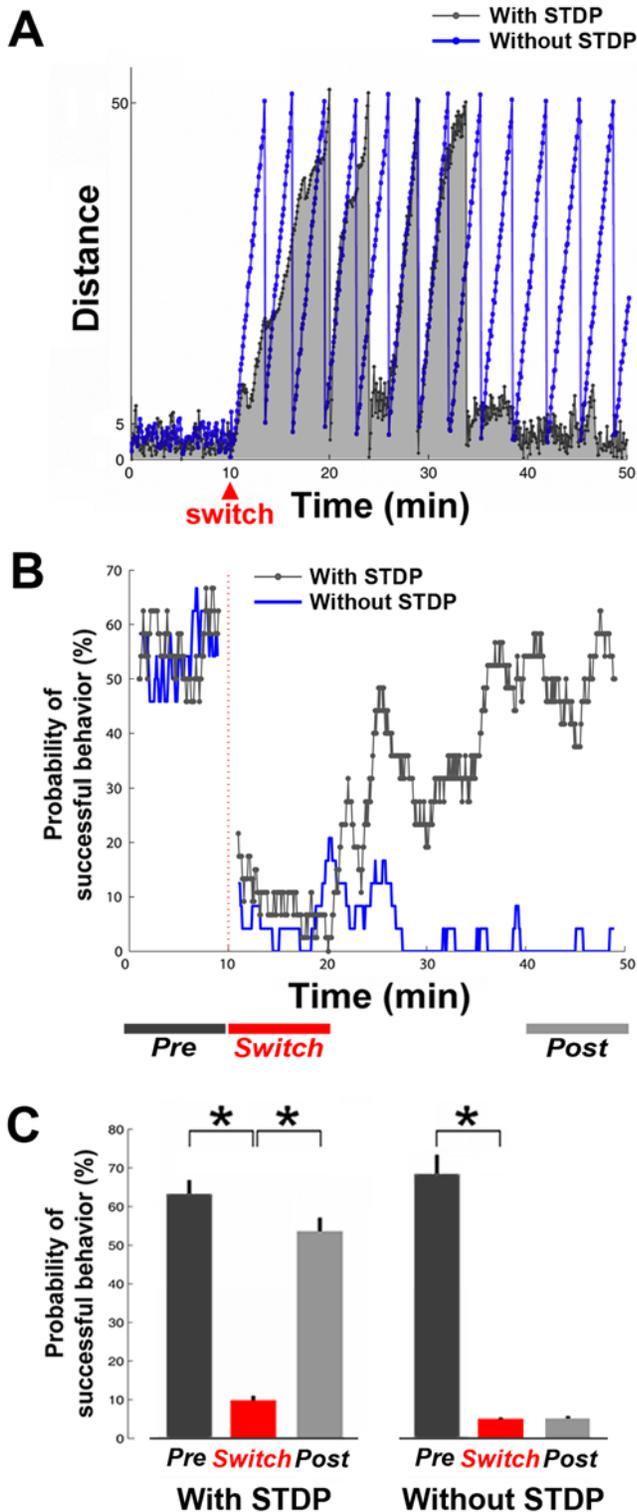 A
With STDP
Without STDP
50
Distance
5
0
0
10
20
30
40
50
switch
Time (min)
B
With STDP
Without STDP
70
60
50
40
30
20
10
0
Probability of
successful behavior (%)
0
10
20
30
40
50
Time (min)
Pre
Switch
Post
C
* * *
80
70
60
50
40
30
20
10
0
Probability of
successful behavior (%)
Pre Switch Post
Pre Switch Post
With STDP
Without STDP